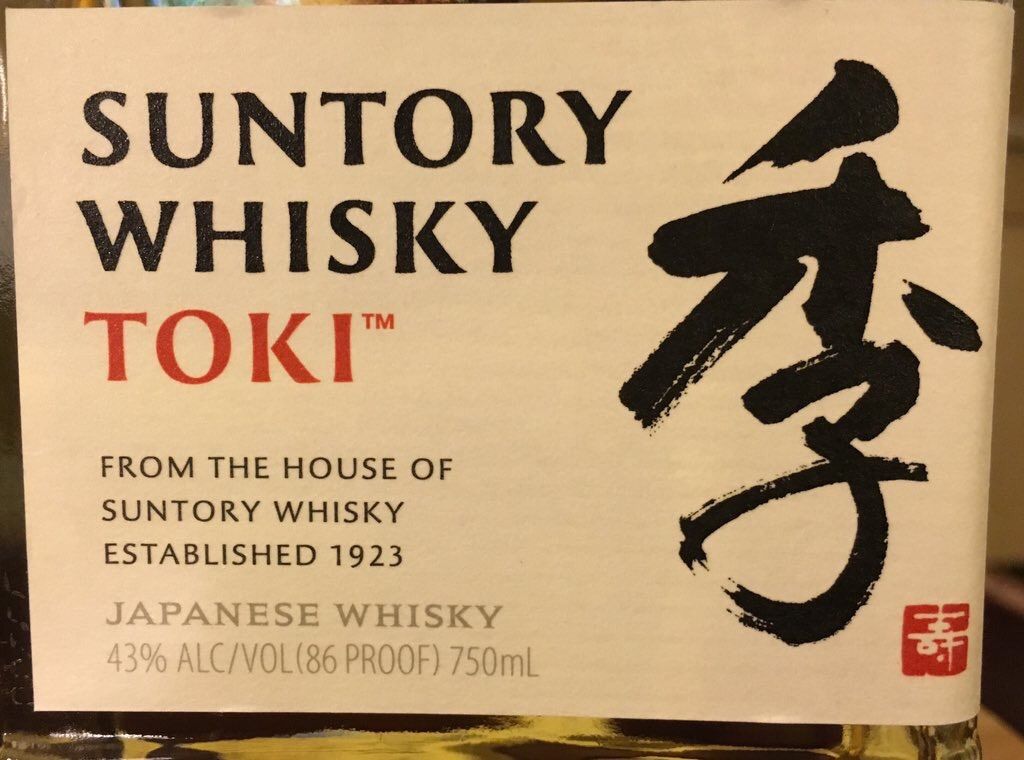 SUNTORY
WHISKY
TOKI™
季
FROM THE HOUSE OF
SUNTORY WHISKY
ESTABLISHED 1923
JAPANESE WHISKY
43% ALC/VOL(86 PROOF) 750mL
寿